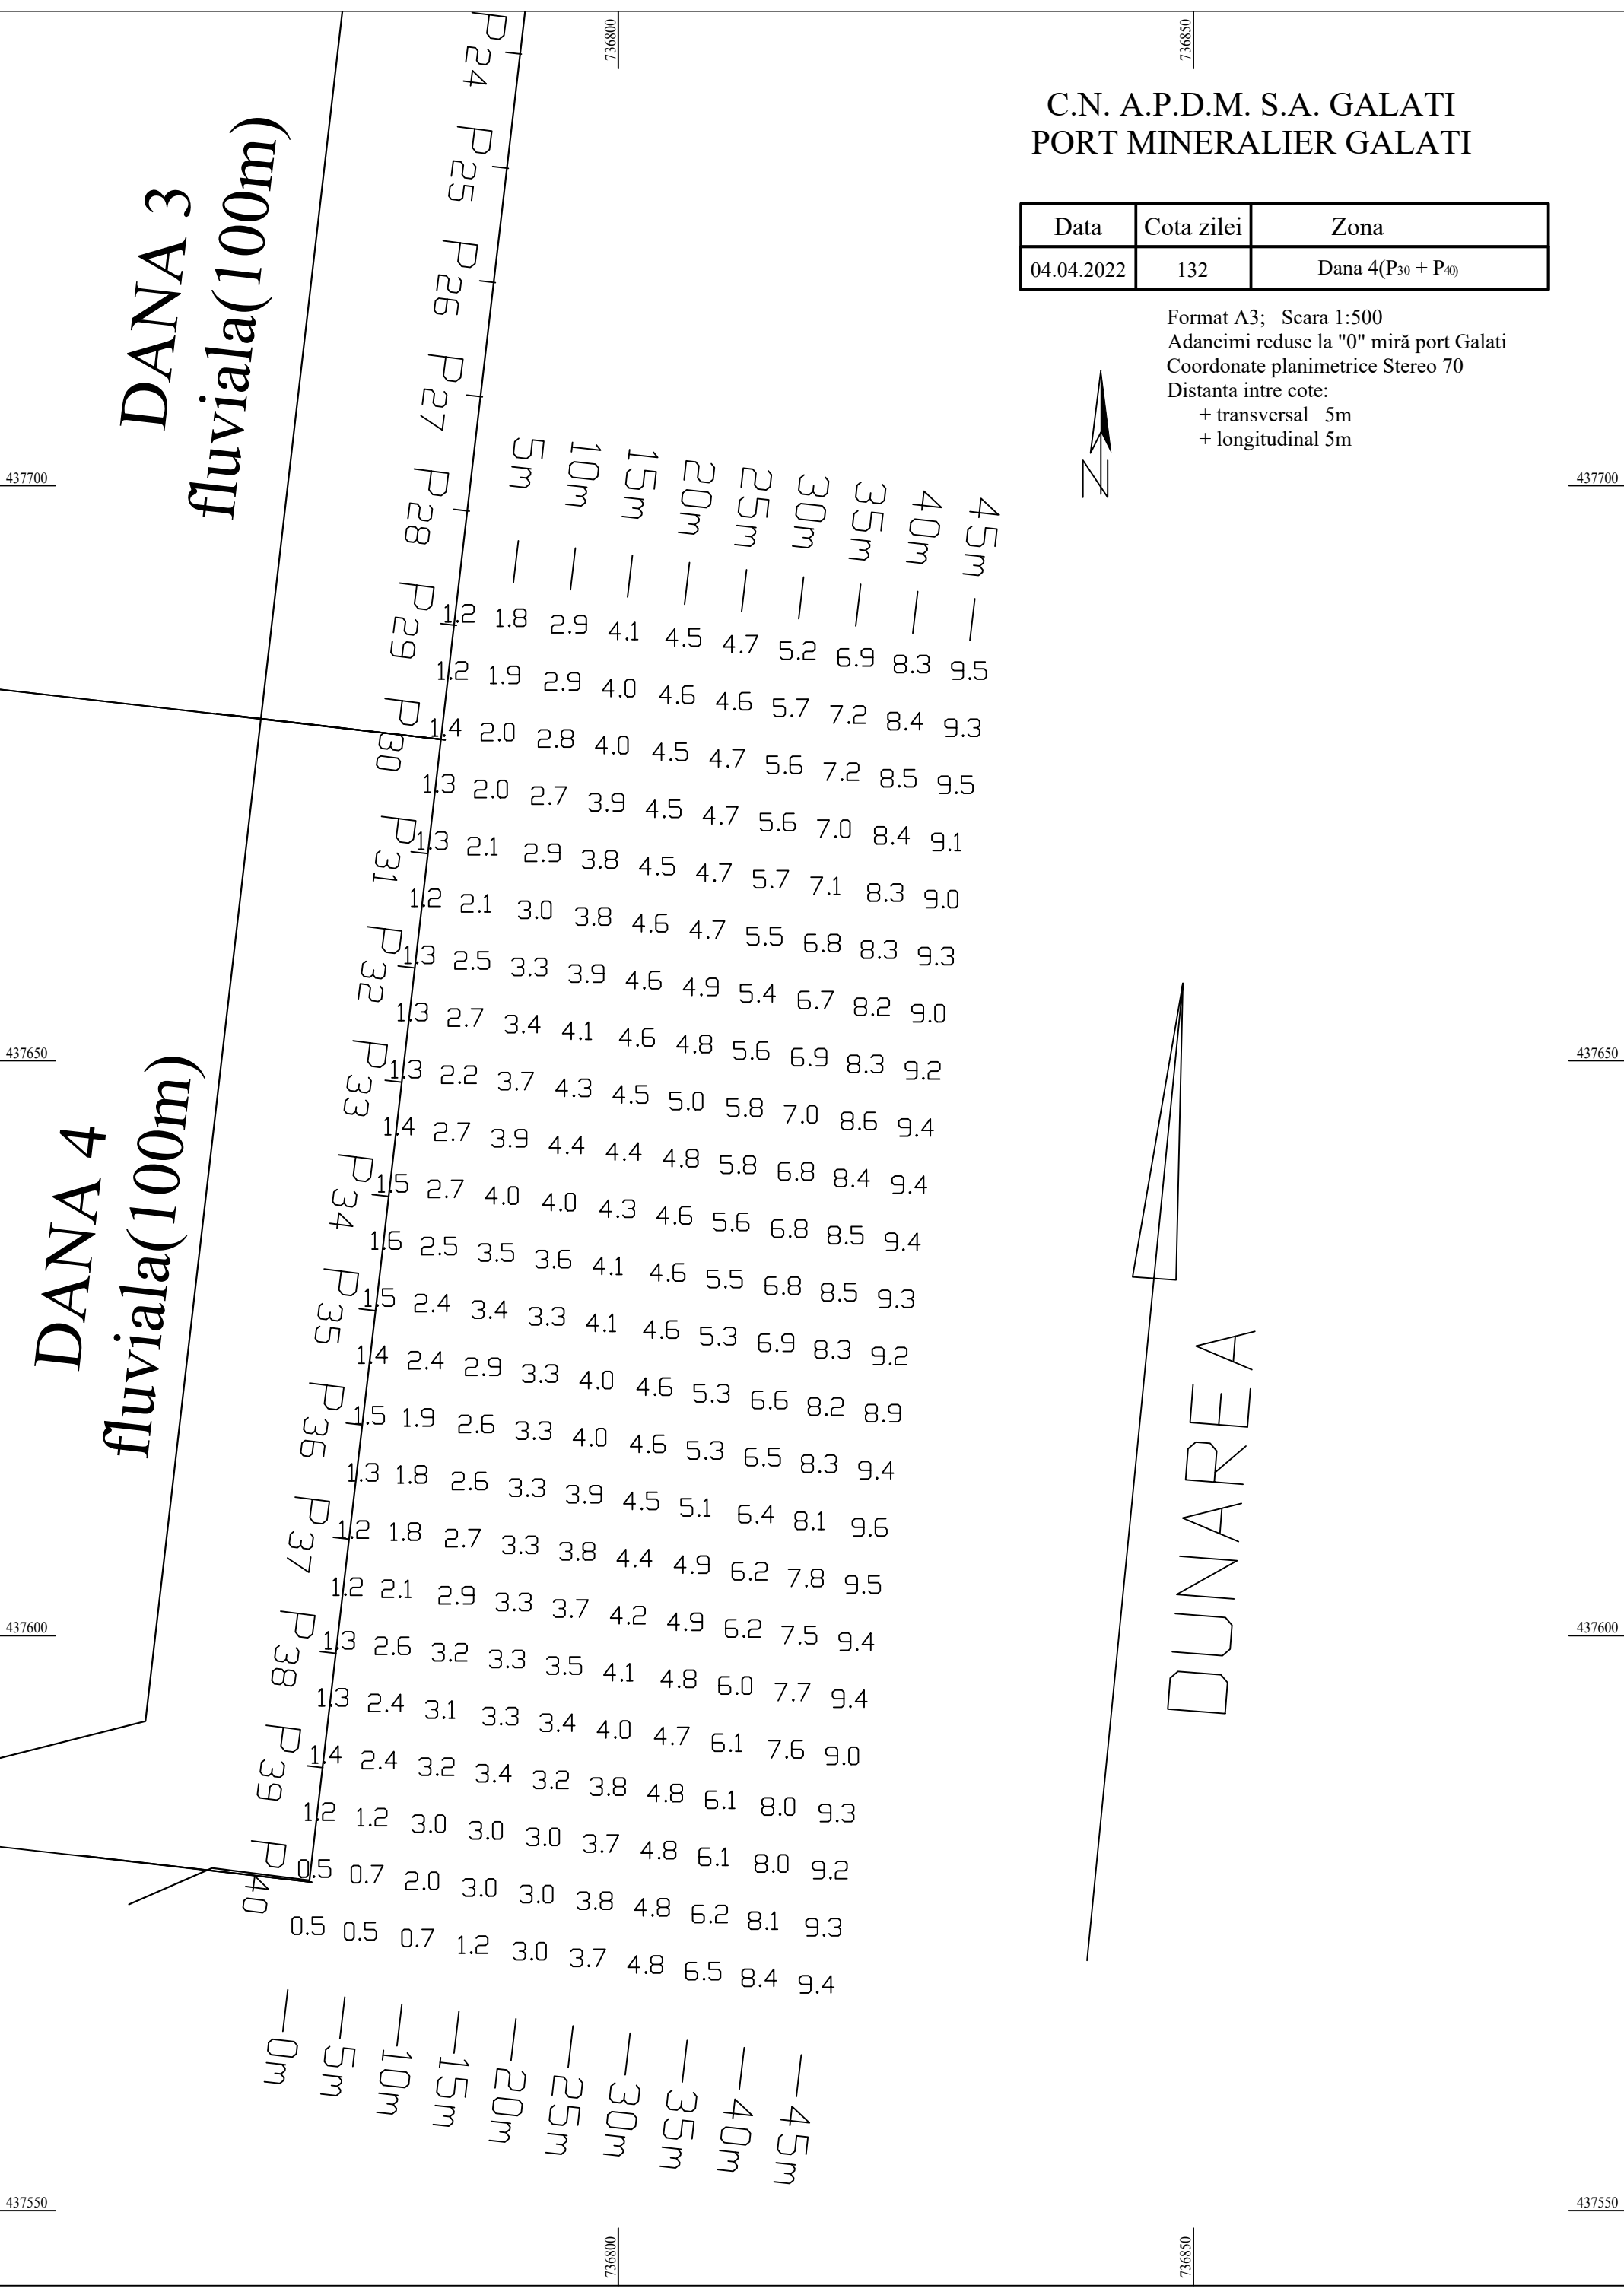 736800
736850
C.N. A.P.D.M. S.A. GALATI
PORT MINERALIER GALATI
Data Cota zilei Zona
04.04.2022 132 Dana 4(P30 + P40)
Format A3; Scara 1:500
Adancimi reduse la "0" miră port Galati
Coordonate planimetrice Stereo 70
Distanta intre cote:
+ transversal 5m
+ longitudinal 5m
N
DANA 3
fluviala(100m)
DANA 4
fluviala(100m)
437700
437700
437650
437650
437600
437600
437550
437550
P24
P25
P26
P27
P28
P29
P30
P31
P32
P33
P34
P35
P36
P37
P38
P39
P40
5m 10m 15m 20m 25m 30m 35m 40m 45m
1.2 1.8 2.9 4.1 4.5 4.7 5.2 6.9 8.3 9.5
1.2 1.9 2.9 4.0 4.6 4.6 5.7 7.2 8.4 9.3
1.4 2.0 2.8 4.0 4.5 4.7 5.6 7.2 8.5 9.5
1.3 2.0 2.7 3.9 4.5 4.7 5.6 7.0 8.4 9.1
1.3 2.1 2.9 3.8 4.5 4.7 5.7 7.1 8.3 9.0
1.2 2.1 3.0 3.8 4.6 4.7 5.5 6.8 8.3 9.3
1.3 2.5 3.3 3.9 4.6 4.9 5.4 6.7 8.2 9.0
1.3 2.7 3.4 4.1 4.6 4.8 5.6 6.9 8.3 9.2
1.3 2.2 3.7 4.3 4.5 5.0 5.8 7.0 8.6 9.4
1.4 2.7 3.9 4.4 4.4 4.8 5.8 6.8 8.4 9.4
1.5 2.7 4.0 4.0 4.3 4.6 5.6 6.8 8.5 9.4
1.6 2.5 3.5 3.6 4.1 4.6 5.5 6.8 8.5 9.3
1.5 2.4 3.4 3.3 4.1 4.6 5.3 6.9 8.3 9.2
1.4 2.4 2.9 3.3 4.0 4.6 5.3 6.6 8.2 8.9
1.5 1.9 2.6 3.3 4.0 4.6 5.3 6.5 8.3 9.4
1.3 1.8 2.6 3.3 3.9 4.5 5.1 6.4 8.1 9.6
1.2 1.8 2.7 3.3 3.8 4.4 4.9 6.2 7.8 9.5
1.2 2.1 2.9 3.3 3.7 4.2 4.9 6.2 7.5 9.4
1.3 2.6 3.2 3.3 3.5 4.1 4.8 6.0 7.7 9.4
1.3 2.4 3.1 3.3 3.4 4.0 4.7 6.1 7.6 9.0
1.4 2.4 3.2 3.4 3.2 3.8 4.8 6.1 8.0 9.3
1.2 1.2 3.0 3.0 3.0 3.7 4.8 6.1 8.0 9.2
0.5 0.7 2.0 3.0 3.0 3.8 4.8 6.2 8.1 9.3
0.5 0.5 0.7 1.2 3.0 3.7 4.8 6.5 8.4 9.4
0m 5m 10m 15m 20m 25m 30m 35m 40m 45m
DUNAREA
736800
736850